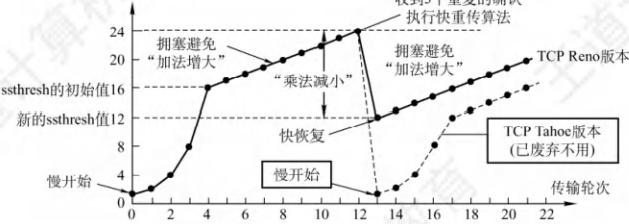 收到3个重复的确认
执行快重传算法
24
20
拥塞避免
“加法增大”
拥塞避免
“加法增大”
TCP Reno版本
“乘法减小”
ssthresh的初始值16
新的ssthresh值12
快恢复
TCP Tahoe版本
(已废弃不用)
8
慢开始
4
慢开始
传输轮次
0
0 2 4 6 8 10 12 14 16 18 20 22